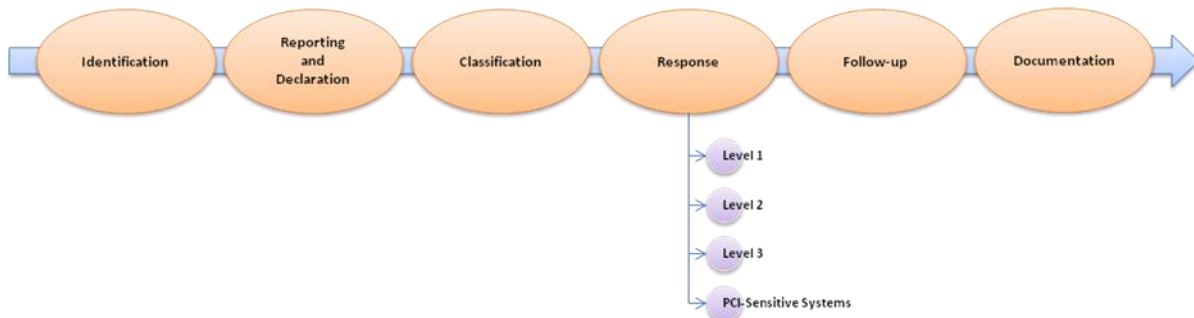 Identification
Reporting
and
Declaration
Classification
Response
Follow-up
Documentation
Level 1
Level 2
Level 3
PCI-Sensitive Systems